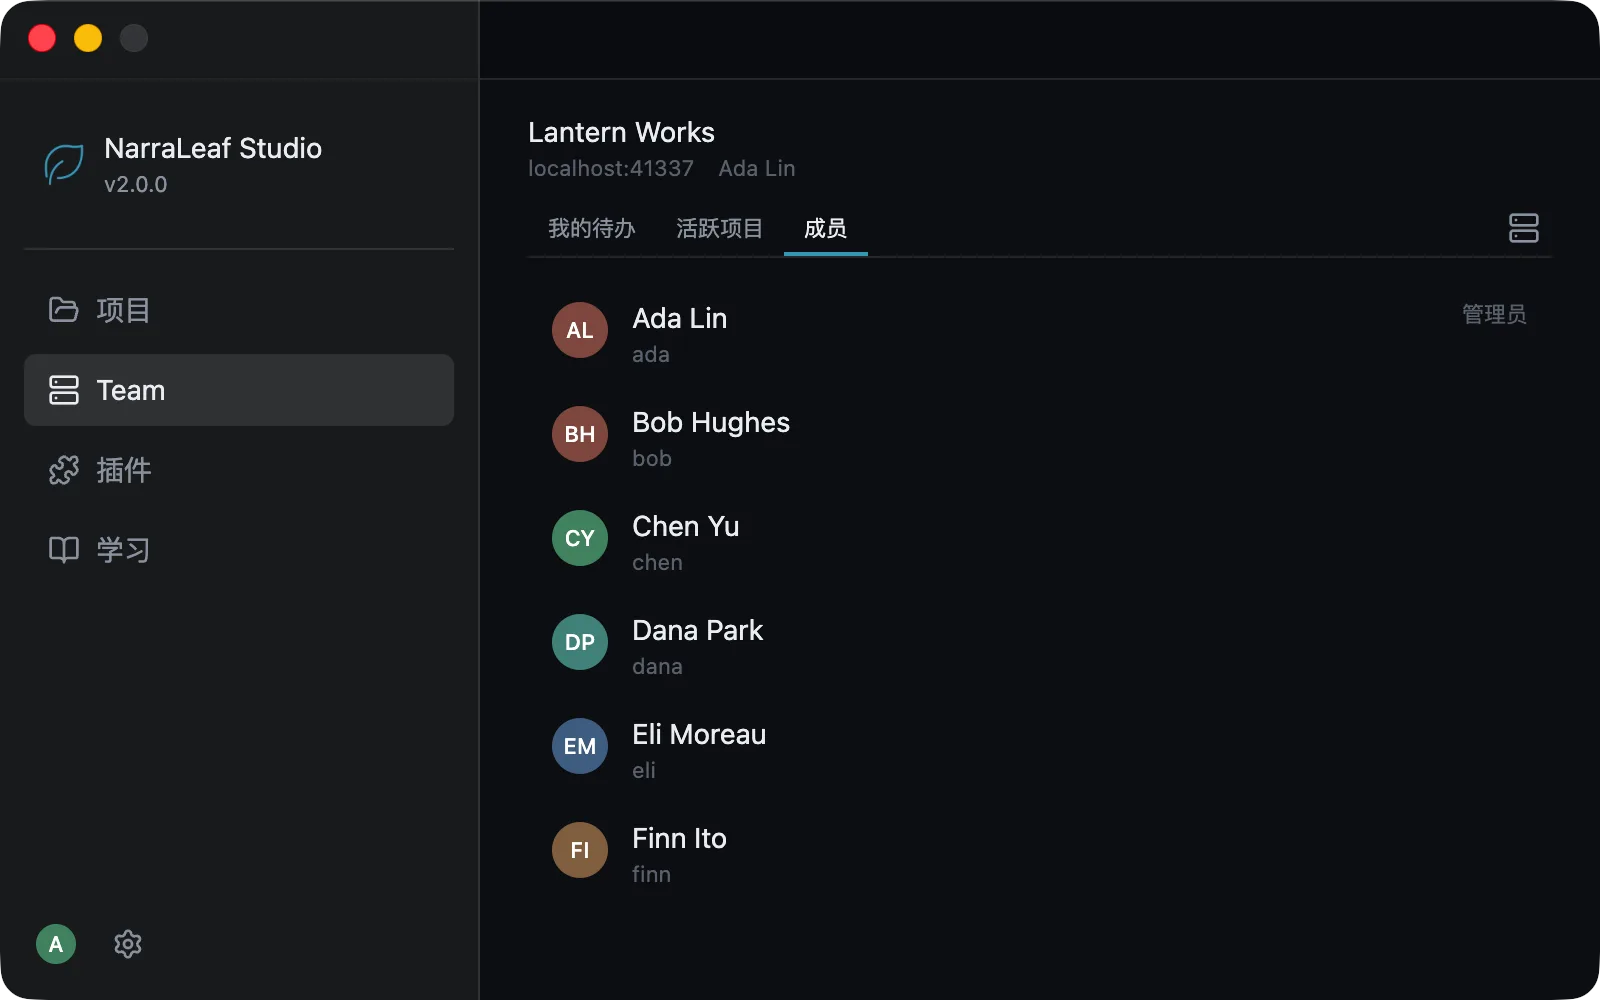 NarraLeaf Studio
v2.0.0
项目
Team
插件
学习
A
Lantern Works
localhost:41337 Ada Lin
我的待办 活跃项目 成员
AL Ada Lin 管理员
ada
BH Bob Hughes
bob
CY Chen Yu
chen
DP Dana Park
dana
EM Eli Moreau
eli
FI Finn Ito
finn